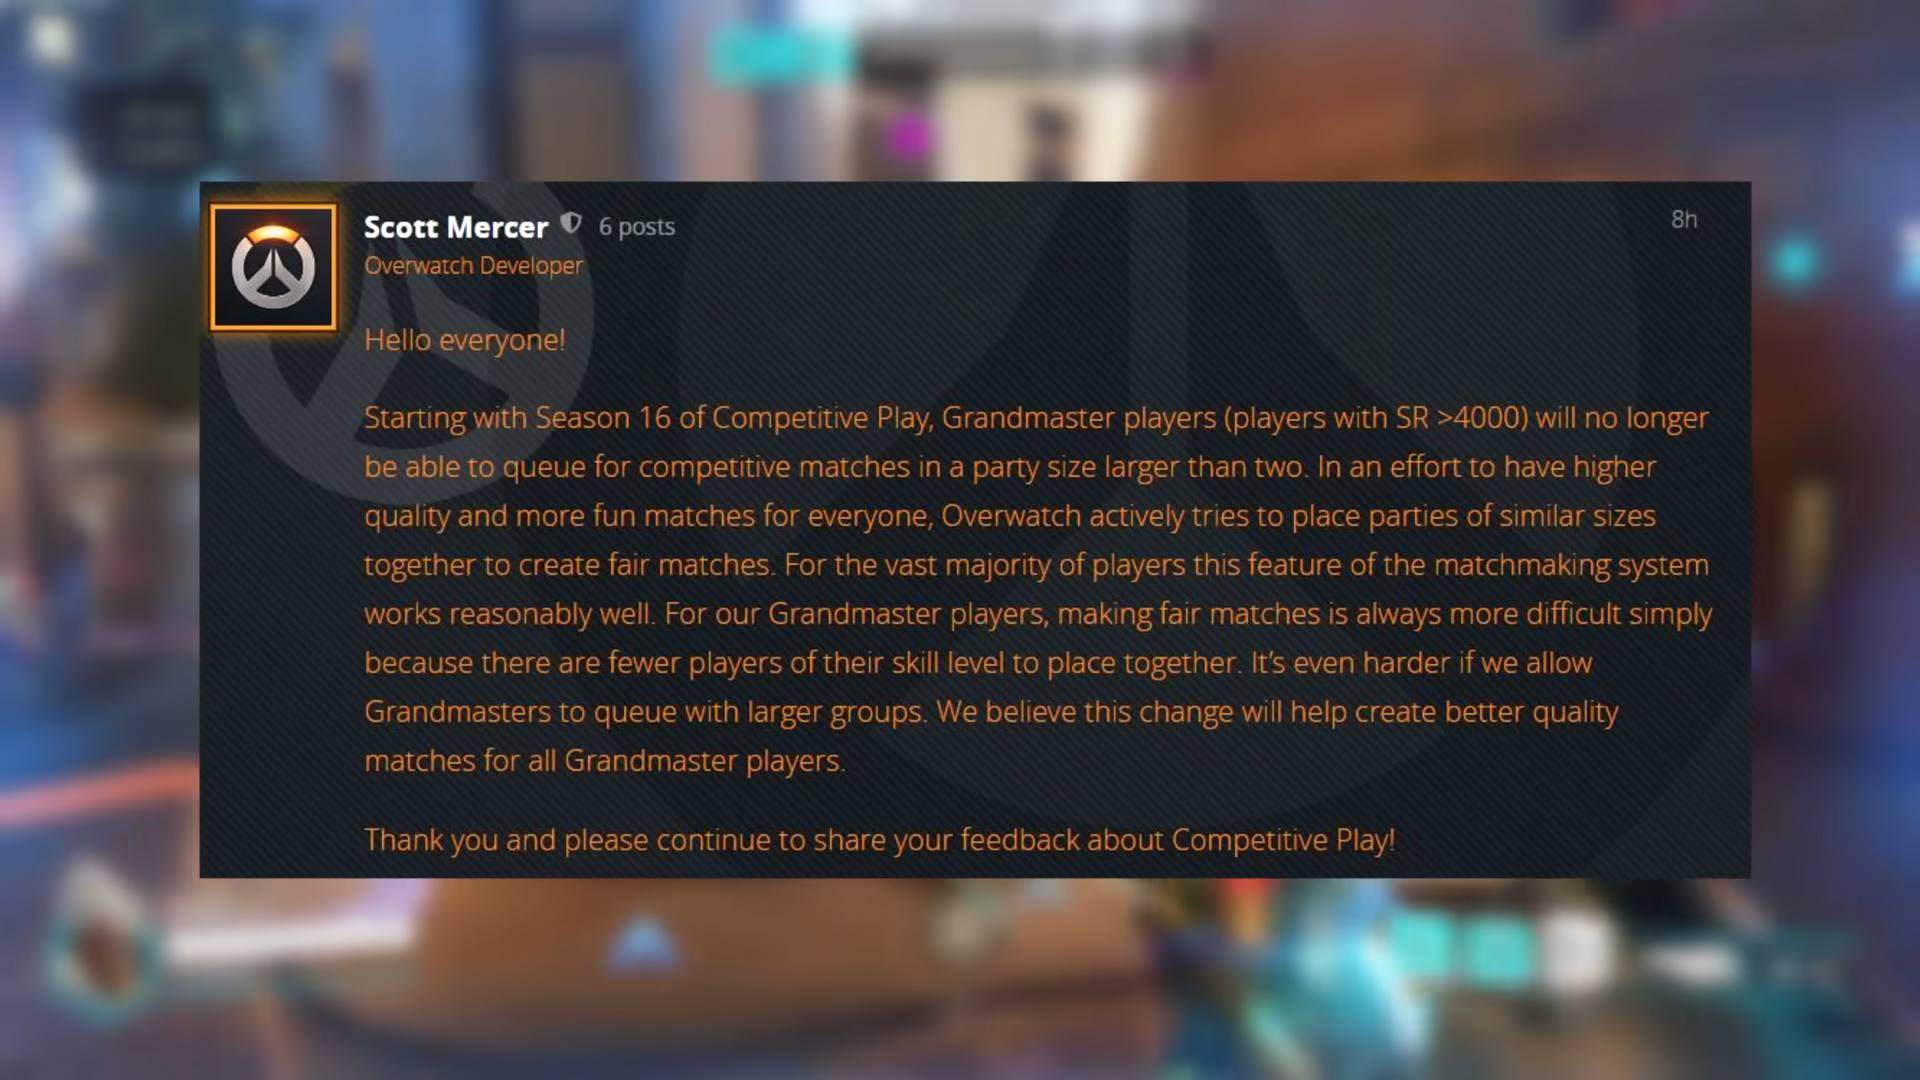 Scott Mercer 6 posts 8h
Overwatch Developer
Hello everyone!
Starting with Season 16 of Competitive Play, Grandmaster players (players with SR >4000) will no longer
be able to queue for competitive matches in a party size larger than two. In an effort to have higher
quality and more fun matches for everyone, Overwatch actively tries to place parties of similar sizes
together to create fair matches. For the vast majority of players this feature of the matchmaking system
works reasonably well. For our Grandmaster players, making fair matches is always more difficult simply
because there are fewer players of their skill level to place together. It's even harder if we allow
Grandmasters to queue with larger groups. We believe this change will help create better quality
matches for all Grandmaster players.
Thank you and please continue to share your feedback about Competitive Play!